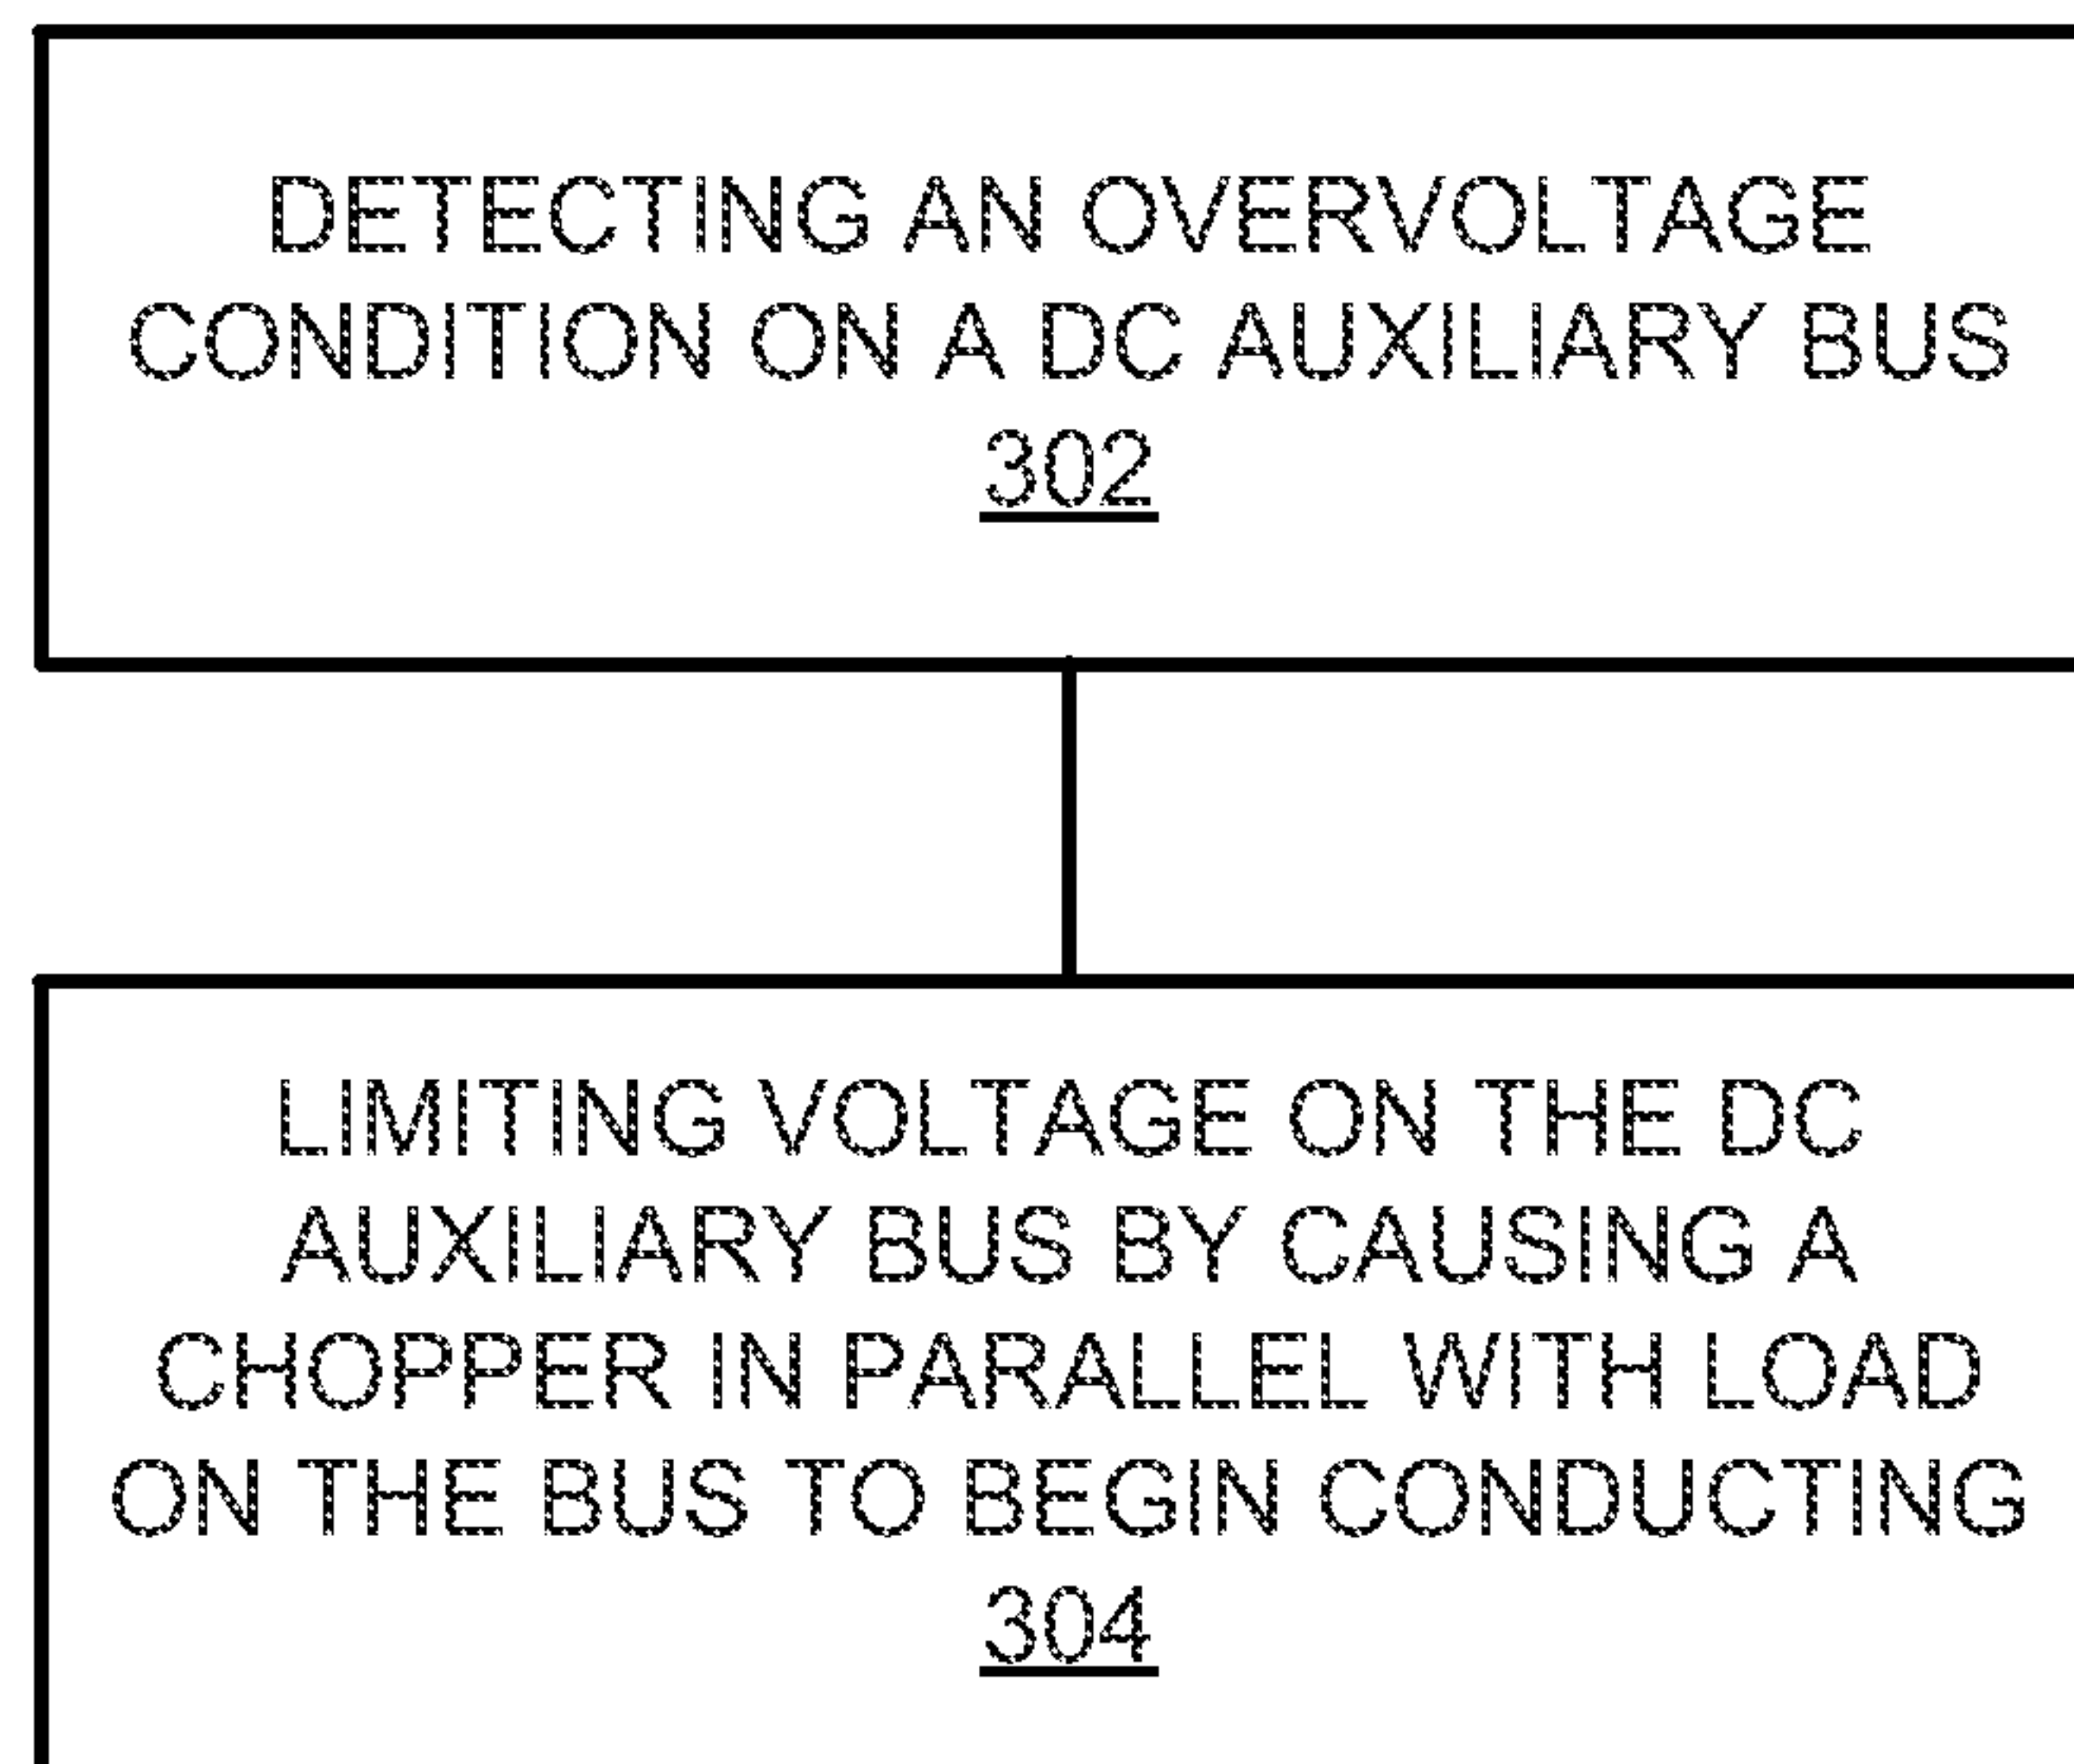 DETECTING AN OVERVOLTAGE
CONDITION ON A DC AUXILIARY BUS
302
LIMITING VOLTAGE ON THE DC
AUXILIARY BUS BY CAUSING A
CHOPPER IN PARALLEL WITH LOAD
ON THE BUS TO BEGIN CONDUCTING
304